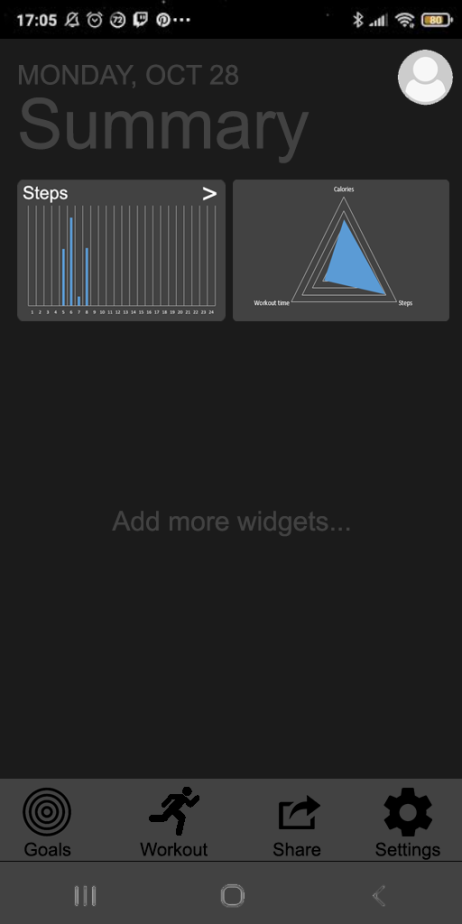 17:05 72 80
MONDAY, OCT 28
Summary
Steps >
1 2 3 4 5 6 7 8 9 10 11 12 13 14 15 16 17 18 19 20 21 22 23 24
Calories
Workout time Steps
Add more widgets...
Goals Workout Share Settings